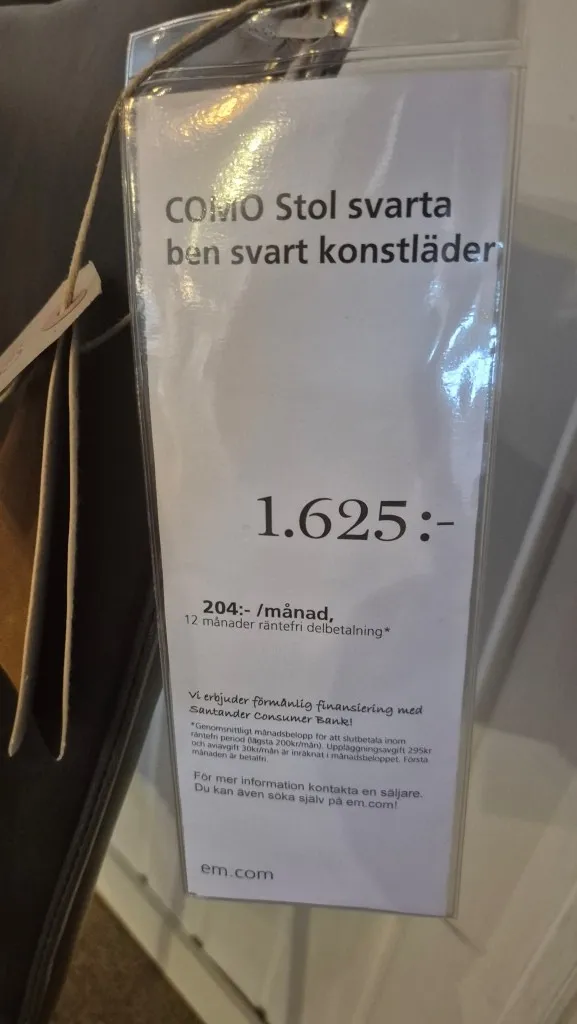 COMO Stol svarta
ben svart konstläder
1.625:-
204:- /månad,
12 månader räntefri delbetalning*
Vi erbjuder förmånlig finansiering med
Santander Consumer Bank!
*Genomsnittligt månadsbelopp för att slutbetala inom
räntefri period (lägsta 200kr/mån). Uppläggningsavgift 295kr
och aviavgift 30kr/mån är inräknat i månadsbeloppet. Första
månaden är betalfri.
För mer information kontakta en säljare.
Du kan även söka själv på em.com!
em.com